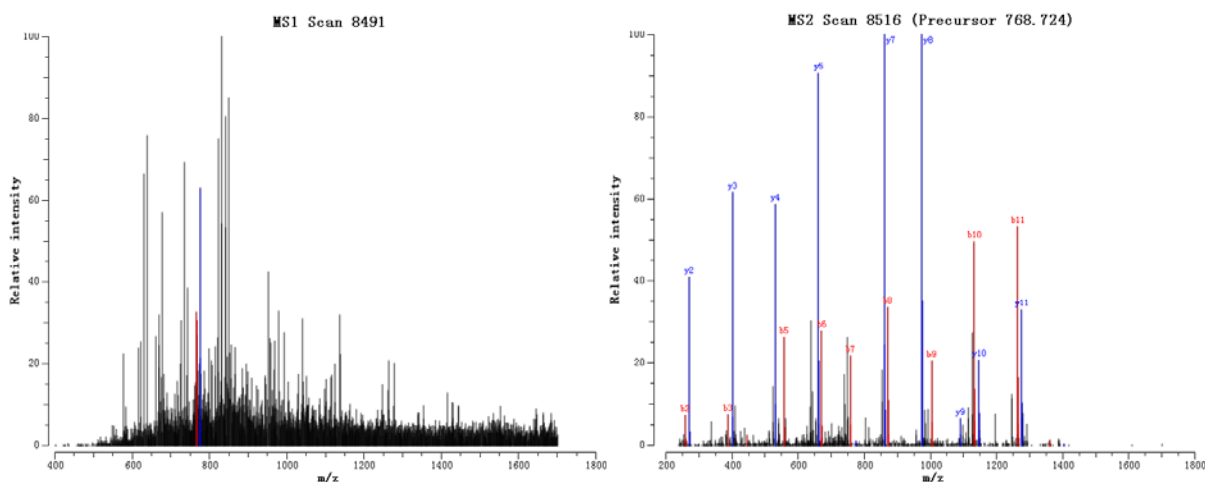 MS1 Scan 8491
Relative intensity
100
80
60
40
20
0
400 600 800 1000 1200 1400 1600 1800
m/z
MS2 Scan 8516 (Precursor 768.724)
Relative intensity
100
80
60
40
20
0
y7
y8
y5
y3
y4
b11
b10
y2
b8
y11
b5
b6
b7
b9
y10
b2
b3
y9
200 400 600 800 1000 1200 1400 1600 1800
m/z